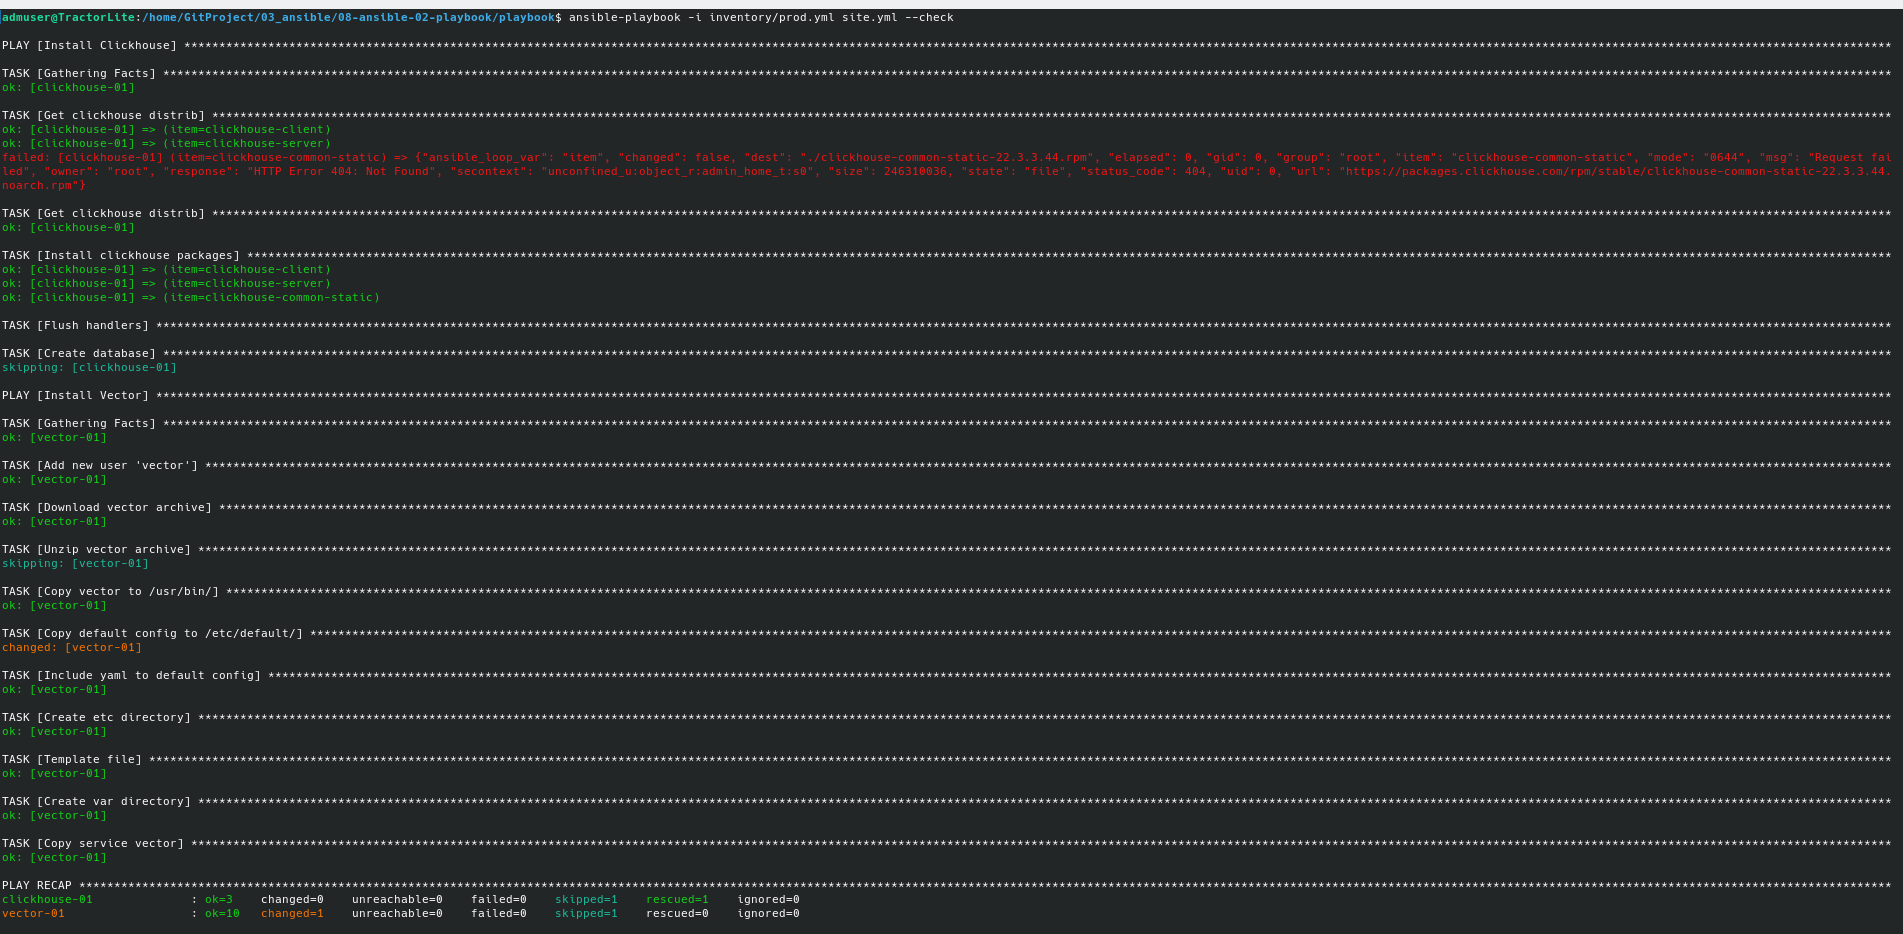 admuser@TractorLite:/home/GitProject/03_ansible/08-ansible-02-playbook/playbook$ ansible-playbook -i inventory/prod.yml site.yml --check
PLAY [Install Clickhouse] ***
TASK [Gathering Facts] ***
ok: [clickhouse-01]
TASK [Get clickhouse distrib] ***
ok: [clickhouse-01] => (item=clickhouse-client)
ok: [clickhouse-01] => (item=clickhouse-server)
failed: [clickhouse-01] (item=clickhouse-common-static) => {"ansible_loop_var": "item", "changed": false, "dest": "./clickhouse-common-static-22.3.3.44.rpm", "elapsed": 0, "gid": 0, "group": "root", "item": "clickhouse-common-static", "mode": "0644", "msg": "Request fai
led", "owner": "root", "response": "HTTP Error 404: Not Found", "secontext": "unconfined_u:object_r:admin_home_t:s0", "size": 246310036, "state": "file", "status_code": 404, "uid": 0, "url": "https://packages.clickhouse.com/rpm/stable/clickhouse-common-static-22.3.3.44.
noarch.rpm"}
TASK [Get clickhouse distrib] ***
ok: [clickhouse-01]
TASK [Install clickhouse packages] ***
ok: [clickhouse-01] => (item=clickhouse-client)
ok: [clickhouse-01] => (item=clickhouse-server)
ok: [clickhouse-01] => (item=clickhouse-common-static)
TASK [Flush handlers] ***
TASK [Create database] ***
skipping: [clickhouse-01]
PLAY [Install Vector] ***
TASK [Gathering Facts] ***
ok: [vector-01]
TASK [Add new user 'vector'] ***
ok: [vector-01]
TASK [Download vector archive] ***
ok: [vector-01]
TASK [Unzip vector archive] ***
skipping: [vector-01]
TASK [Copy vector to /usr/bin/] ***
ok: [vector-01]
TASK [Copy default config to /etc/default/] ***
changed: [vector-01]
TASK [Include yaml to default config] ***
ok: [vector-01]
TASK [Create etc directory] ***
ok: [vector-01]
TASK [Template file] ***
ok: [vector-01]
TASK [Create var directory] ***
ok: [vector-01]
TASK [Copy service vector] ***
ok: [vector-01]
PLAY RECAP ***
clickhouse-01 : ok=3 changed=0 unreachable=0 failed=0 skipped=1 rescued=1 ignored=0
vector-01 : ok=10 changed=1 unreachable=0 failed=0 skipped=1 rescued=0 ignored=0